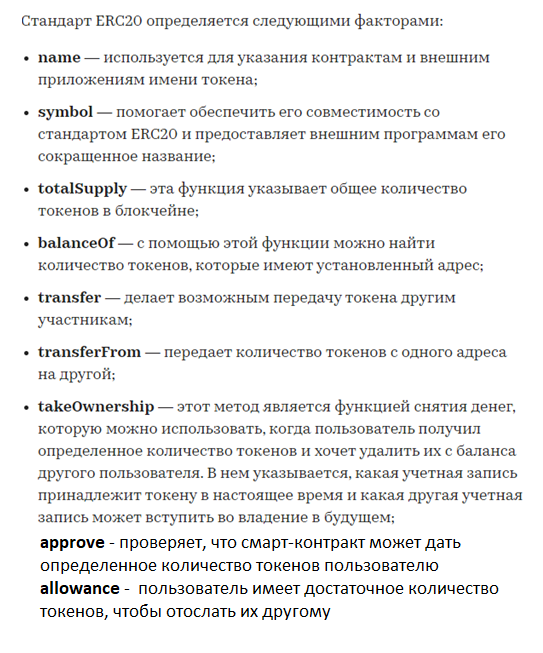 Стандарт ERC20 определяется следующими факторами:
• name — используется для указания контрактам и внешним
приложениям имени токена;
• symbol — помогает обеспечить его совместимость со
стандартом ERC20 и предоставляет внешним программам его
сокращенное название;
• totalSupply — эта функция указывает общее количество
токенов в блокчейне;
• balanceOf — с помощью этой функции можно найти
количество токенов, которые имеют установленный адрес;
• transfer — делает возможным передачу токена другим
участникам;
• transferFrom — передает количество токенов с одного адреса
на другой;
• takeOwnership — этот метод является функцией снятия денег,
которую можно использовать, когда пользователь получил
определенное количество токенов и хочет удалить их с баланса
другого пользователя. В нем указывается, какая учетная запись
принадлежит токену в настоящее время и какая другая учетная
запись может вступить во владение в будущем;
approve - проверяет, что смарт-контракт может дать
определенное количество токенов пользователю
allowance - пользователь имеет достаточное количество
токенов, чтобы отослать их другому